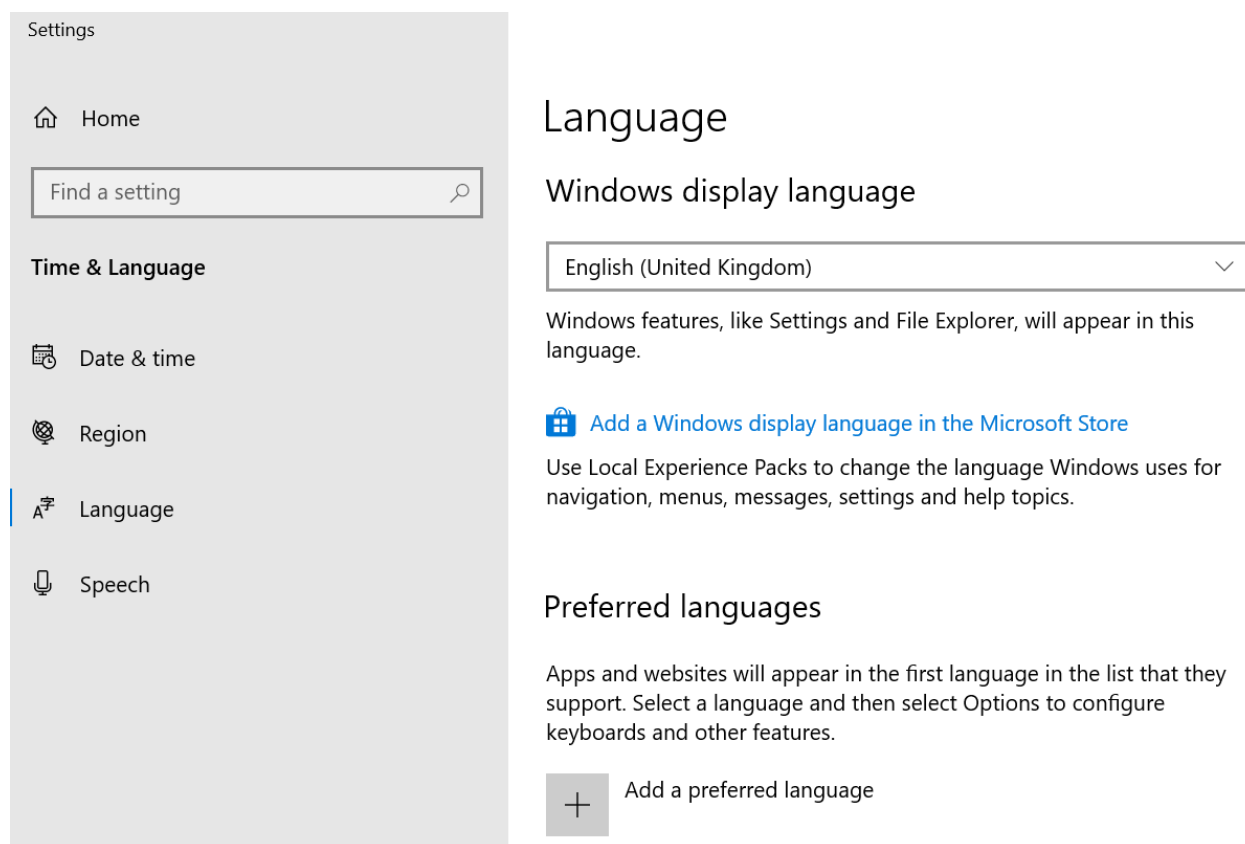 Settings
Home
Find a setting
Time & Language
Date & time
Region
Language
Speech
Language
Windows display language
English (United Kingdom)
Windows features, like Settings and File Explorer, will appear in this
language.
Add a Windows display language in the Microsoft Store
Use Local Experience Packs to change the language Windows uses for
navigation, menus, messages, settings and help topics.
Preferred languages
Apps and websites will appear in the first language in the list that they
support. Select a language and then select Options to configure
keyboards and other features.
Add a preferred language